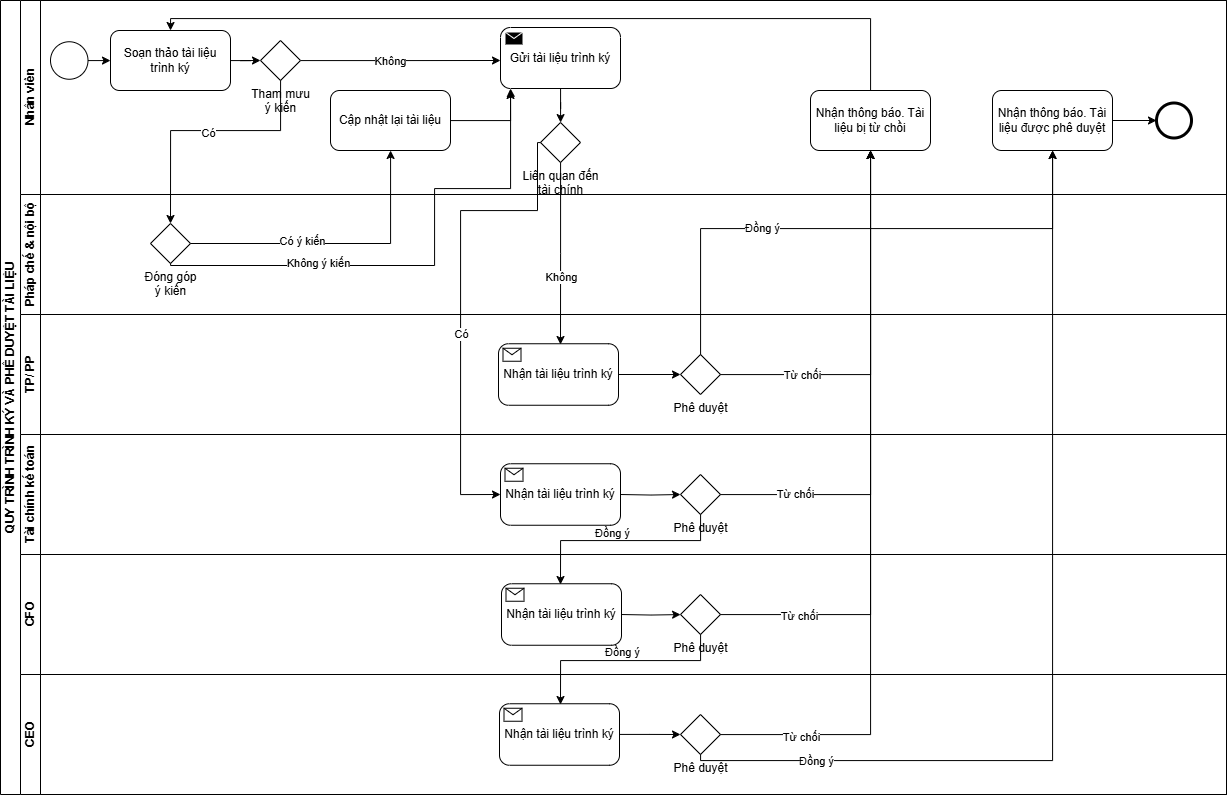 QUY TRÌNH TRÌNH KÝ VÀ PHÊ DUYỆT TÀI LIỆU
Nhân viên
Soạn thảo tài liệu
trình ký
Tham mưu
ý kiến
Không
Có
Gửi tài liệu trình ký
Cập nhật lại tài liệu
Liên quan đến
tài chính
Nhận thông báo. Tài
liệu bị từ chối
Nhận thông báo. Tài
liệu được phê duyệt
Pháp chế & nội bộ
Đóng góp
ý kiến
Có ý kiến
Không ý kiến
Không
Đồng ý
Có
TP/ PP
Nhận tài liệu trình ký
Phê duyệt
Từ chối
Tài chính kế toán
Nhận tài liệu trình ký
Phê duyệt
Từ chối
Đồng ý
CFO
Nhận tài liệu trình ký
Phê duyệt
Từ chối
Đồng ý
CEO
Nhận tài liệu trình ký
Phê duyệt
Từ chối
Đồng ý